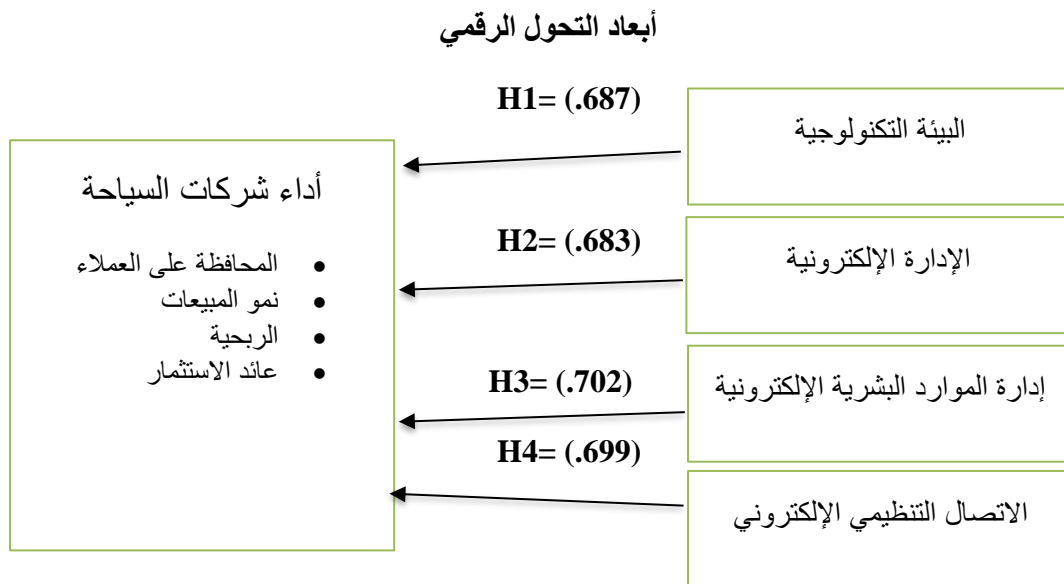 أبعاد التحول الرقمي
H1= (.687)
البيئة التكنولوجية
H2= (.683)
الإدارة الإلكترونية
H3= (.702)
إدارة الموارد البشرية الإلكترونية
H4= (.699)
الاتصال التنظيمي الإلكتروني
أداء شركات السياحة
• المحافظة على العملاء
• نمو المبيعات
• الربحية
• عائد الاستثمار